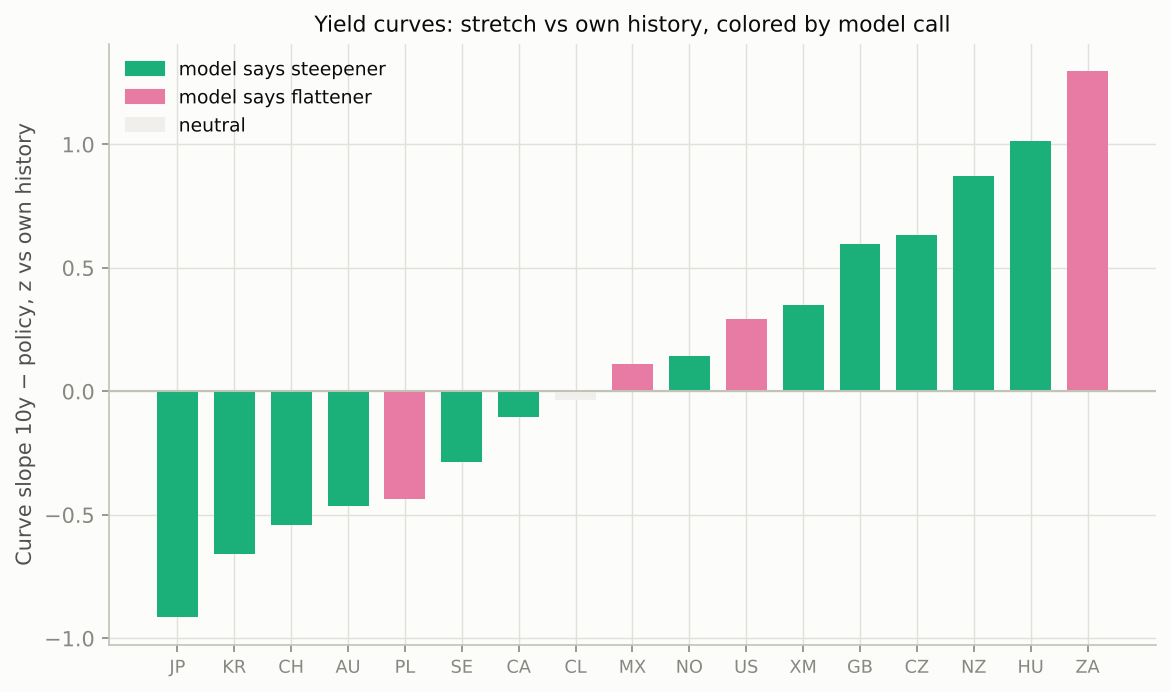 Yield curves: stretch vs own history, colored by model call
model says steepener
model says flattener
neutral
Curve slope 10y − policy, z vs own history
1.0
0.5
0.0
−0.5
−1.0
JP KR CH AU PL SE CA CL MX NO US XM GB CZ NZ HU ZA